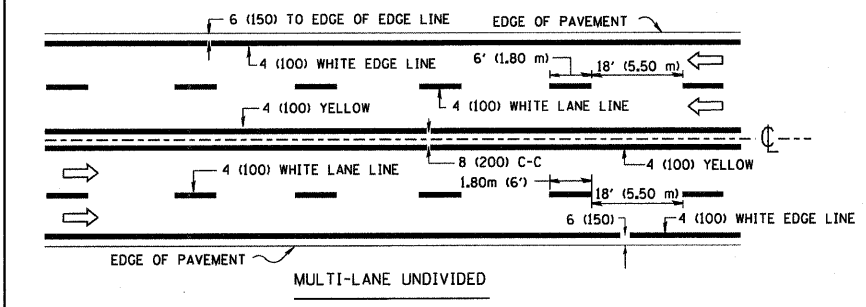 6 (150) TO EDGE OF EDGE LINE
EDGE OF PAVEMENT
4 (100) WHITE EDGE LINE
6' (1.80 m)
18' (5.50 m)
4 (100) YELLOW
4 (100) WHITE LANE LINE
℄
4 (100) WHITE LANE LINE
8 (200) C-C
4 (100) YELLOW
1.80m (6')
18' (5.50 m)
6 (150)
4 (100) WHITE EDGE LINE
EDGE OF PAVEMENT
MULTI-LANE UNDIVIDED